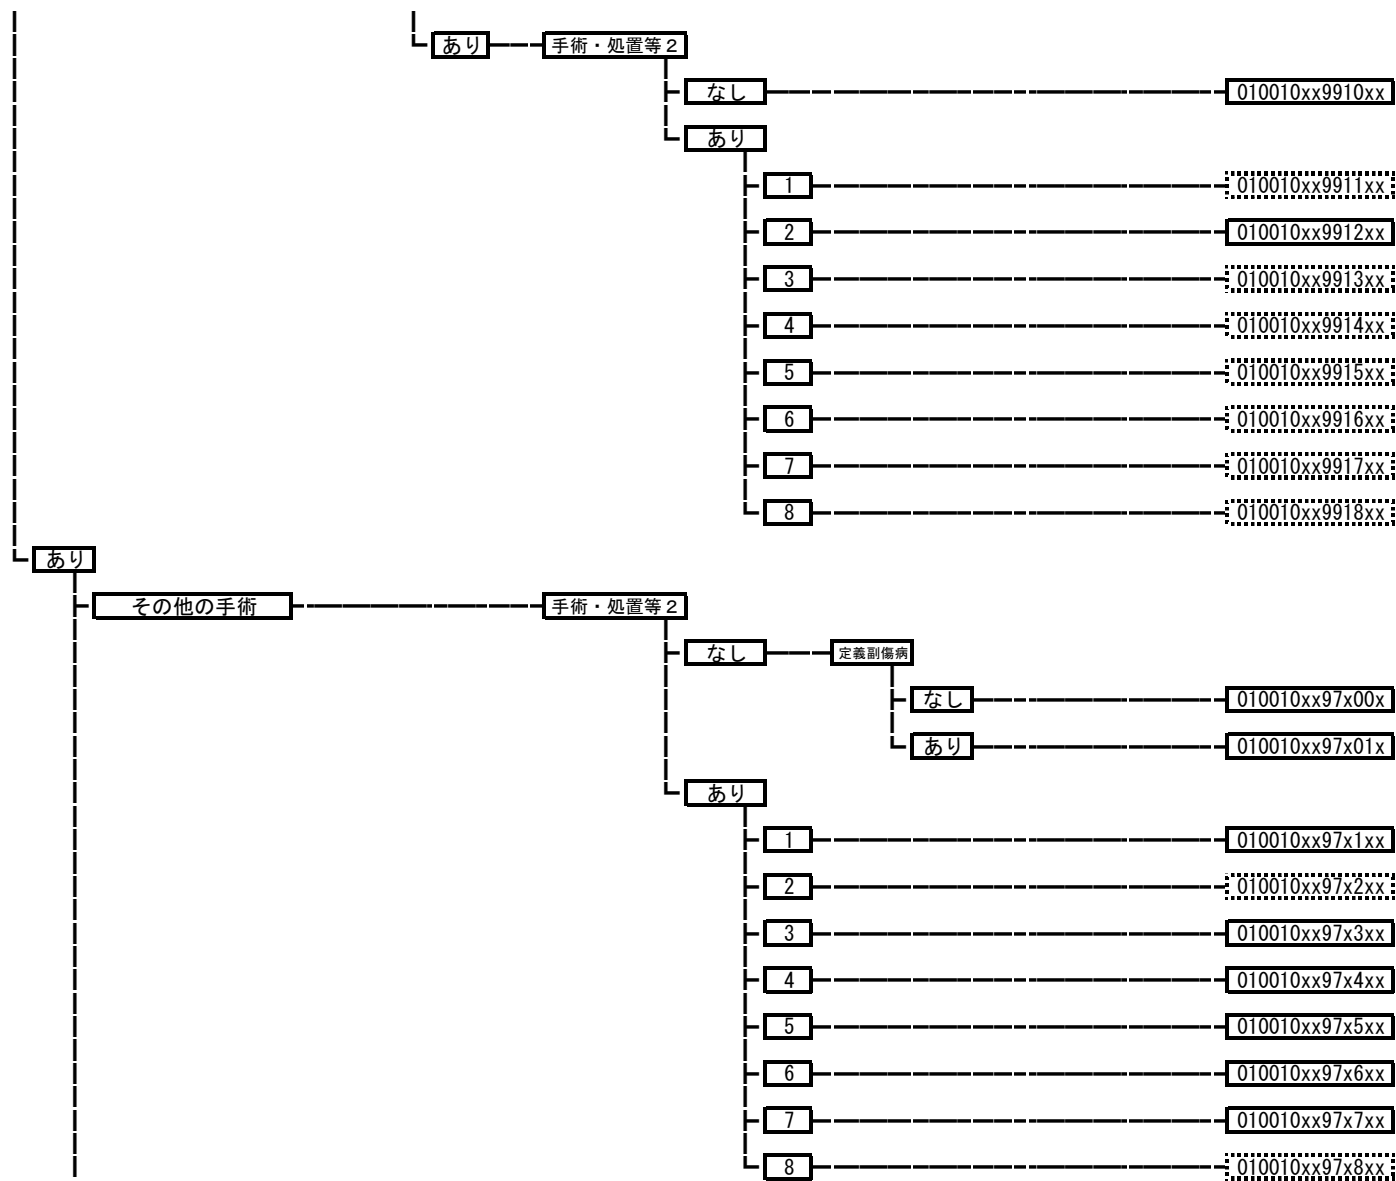 あり 手術・処置等２
なし 010010xx9910xx
あり
1 010010xx9911xx
2 010010xx9912xx
3 010010xx9913xx
4 010010xx9914xx
5 010010xx9915xx
6 010010xx9916xx
7 010010xx9917xx
8 010010xx9918xx
あり
その他の手術 手術・処置等２
なし 定義副傷病
なし 010010xx97x00x
あり 010010xx97x01x
あり
1 010010xx97x1xx
2 010010xx97x2xx
3 010010xx97x3xx
4 010010xx97x4xx
5 010010xx97x5xx
6 010010xx97x6xx
7 010010xx97x7xx
8 010010xx97x8xx